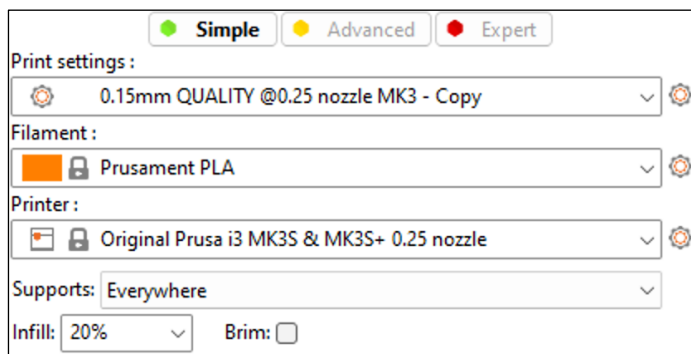 Simple Advanced Expert
Print settings :
0.15mm QUALITY @0.25 nozzle MK3 - Copy
Filament :
Prusament PLA
Printer :
Original Prusa i3 MK3S & MK3S+ 0.25 nozzle
Supports: Everywhere
Infill: 20% Brim: